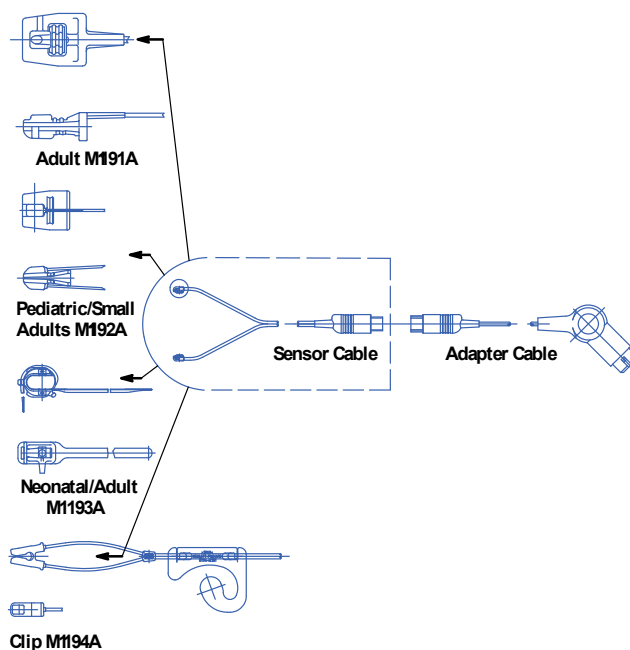 Adult M1191A
Pediatric/Small
Adults M1192A
Sensor Cable
Adapter Cable
Neonatal/Adult
M1193A
Clip M1194A